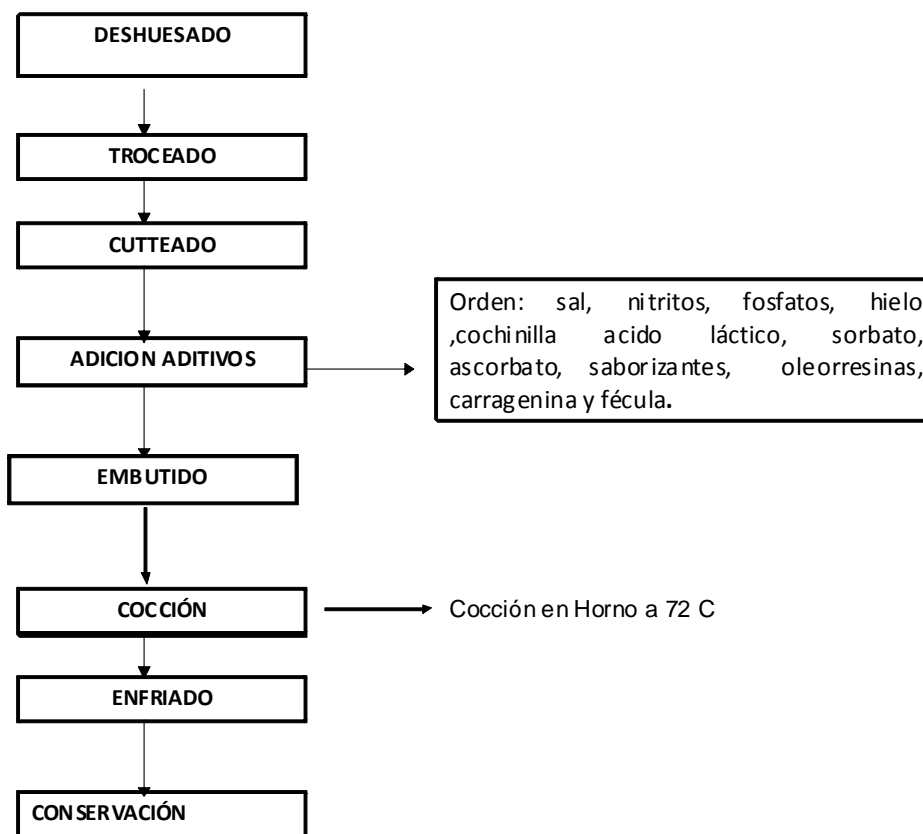 DESHUESADO
TROCEADO
CUTTEADO
ADICION ADITIVOS
Orden: sal, nitritos, fosfatos, hielo
,cochinilla acido láctico, sorbato,
ascorbato, saborizantes, oleorresinas,
carragenina y fécula.
EMBUTIDO
COCCIÓN
Cocción en Horno a 72 C
ENFRIADO
CONSERVACIÓN